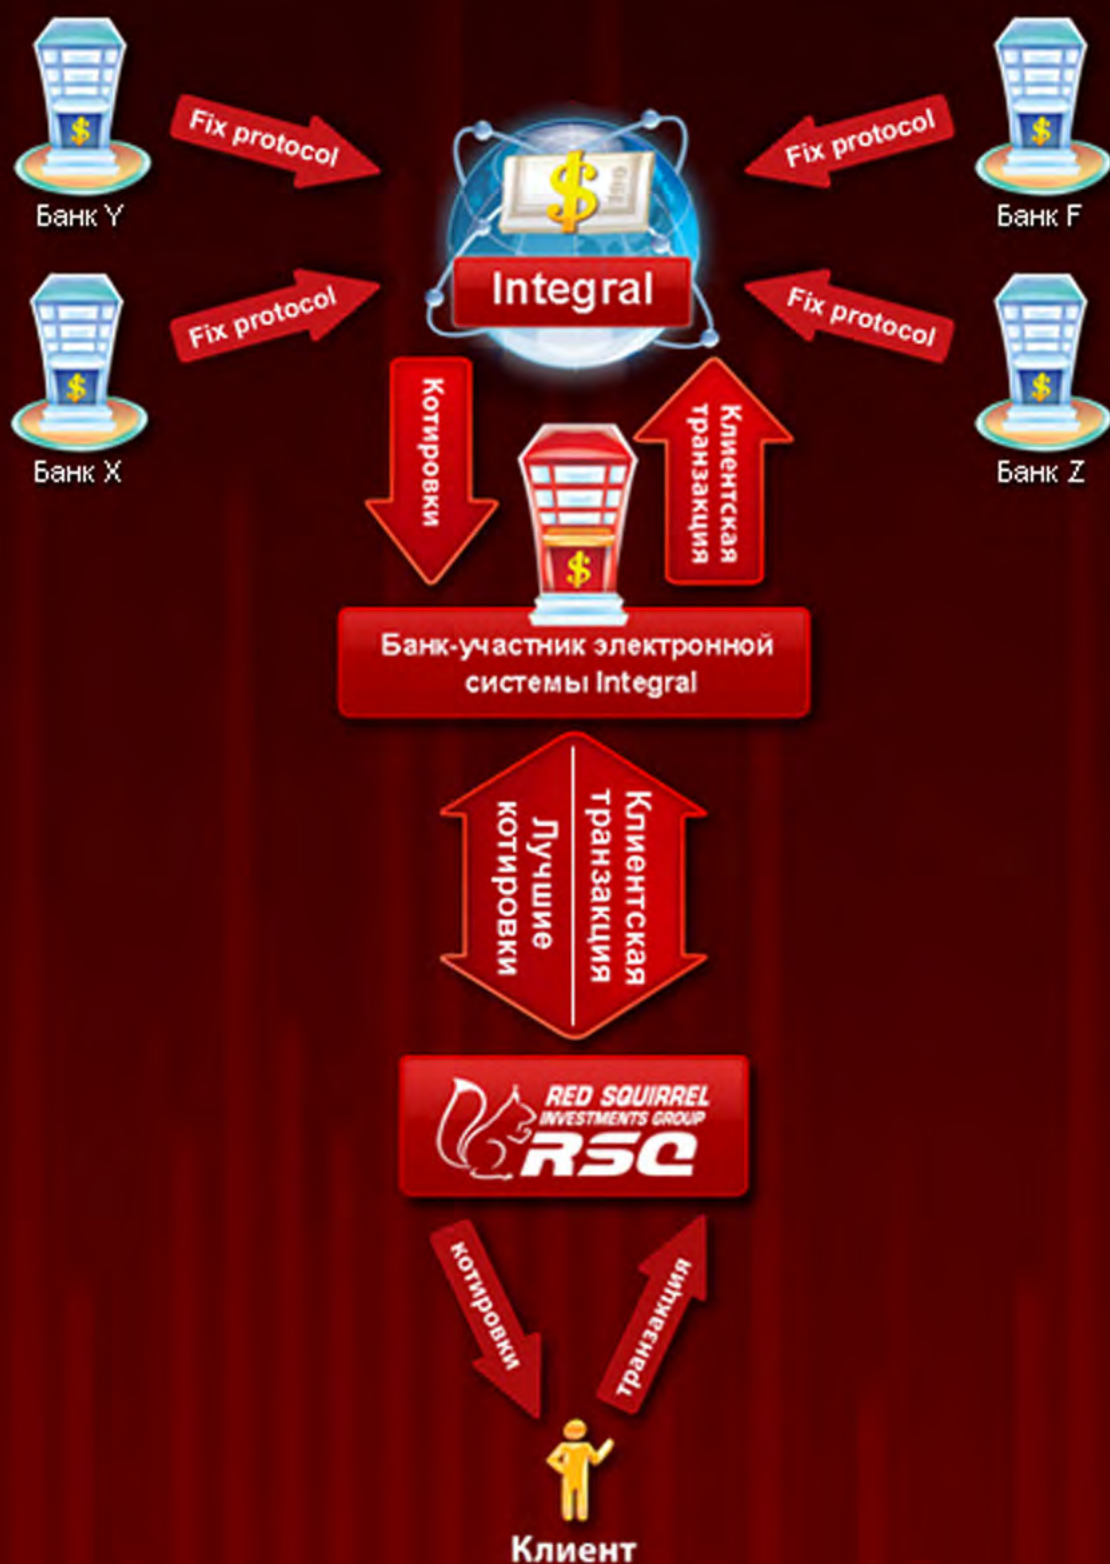 Fix protocol
Fix protocol
Банк Y
Банк F
Integral
Fix protocol
Fix protocol
Банк X
Банк Z
Котировки
Клиентская
транзакция
Банк-участник электронной
системы Integral
Лучшие
котировки
Клиентская
транзакция
RED SQUIRREL
INVESTMENTS GROUP
RSQ
котировки
транзакция
Клиент